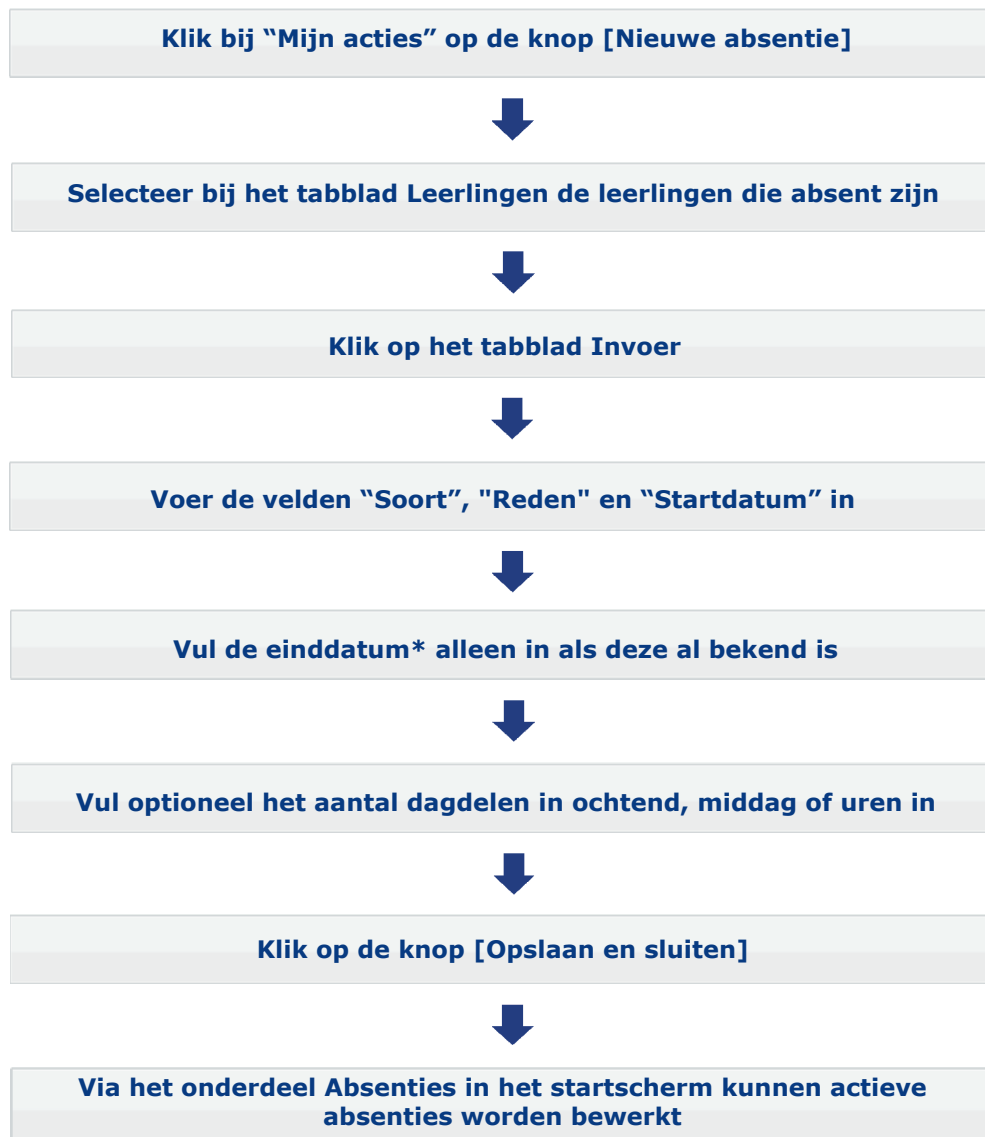 Klik bij “Mijn acties” op de knop [Nieuwe absentie]
Selecteer bij het tabblad Leerlingen de leerlingen die absent zijn
Klik op het tabblad Invoer
Voer de velden “Soort”, "Reden" en “Startdatum” in
Vul de einddatum* alleen in als deze al bekend is
Vul optioneel het aantal dagdelen in ochtend, middag of uren in
Klik op de knop [Opslaan en sluiten]
Via het onderdeel Absenties in het startscherm kunnen actieve
absenties worden bewerkt